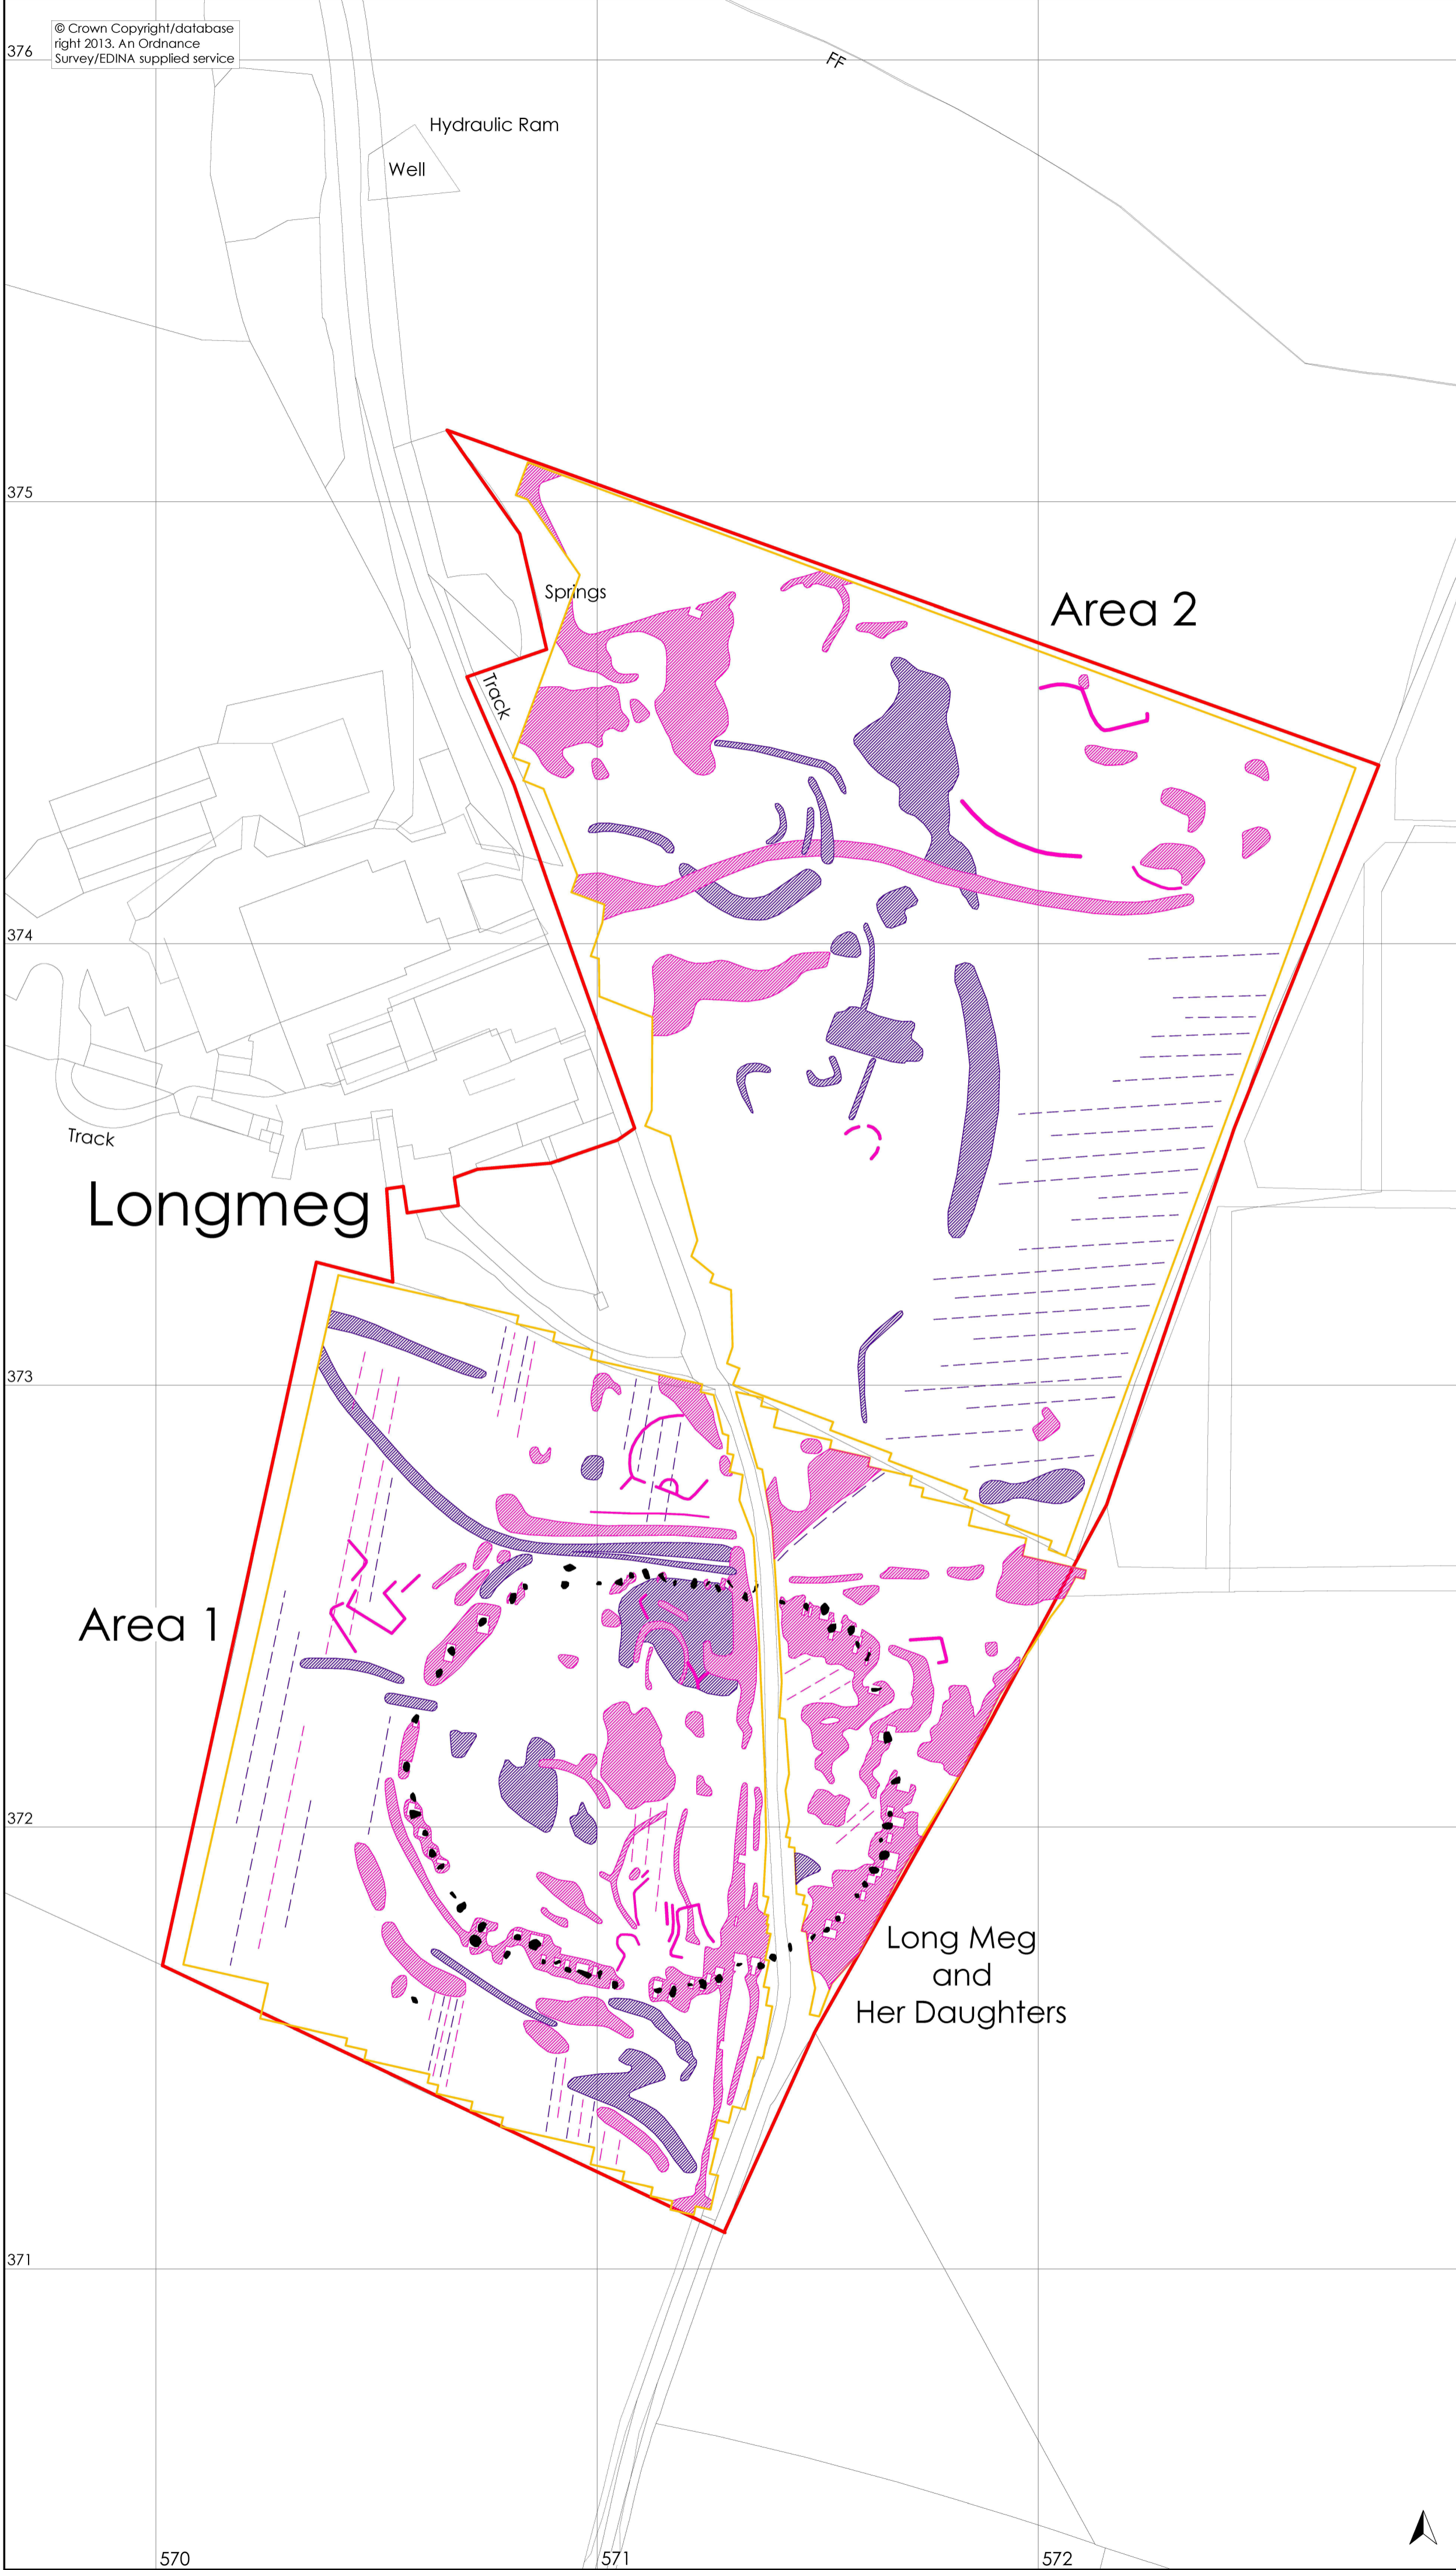 © Crown Copyright/database
right 2013. An Ordnance
Survey/EDINA supplied service
376
FF
Hydraulic Ram
Well
375
Springs
Area 2
Track
374
Track
Longmeg
373
Area 1
372
Long Meg
and
Her Daughters
371
570
571
572